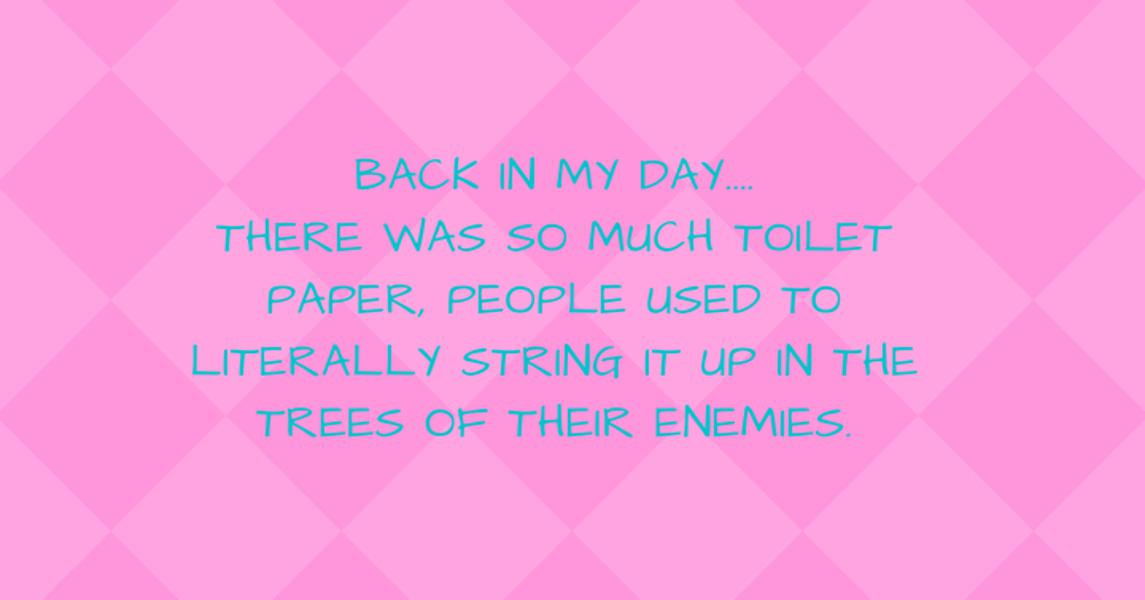 BACK IN MY DAY....
THERE WAS SO MUCH TOILET
PAPER, PEOPLE USED TO
LITERALLY STRING IT UP IN THE
TREES OF THEIR ENEMIES.